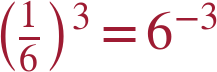 (1/6)³ = 6⁻³